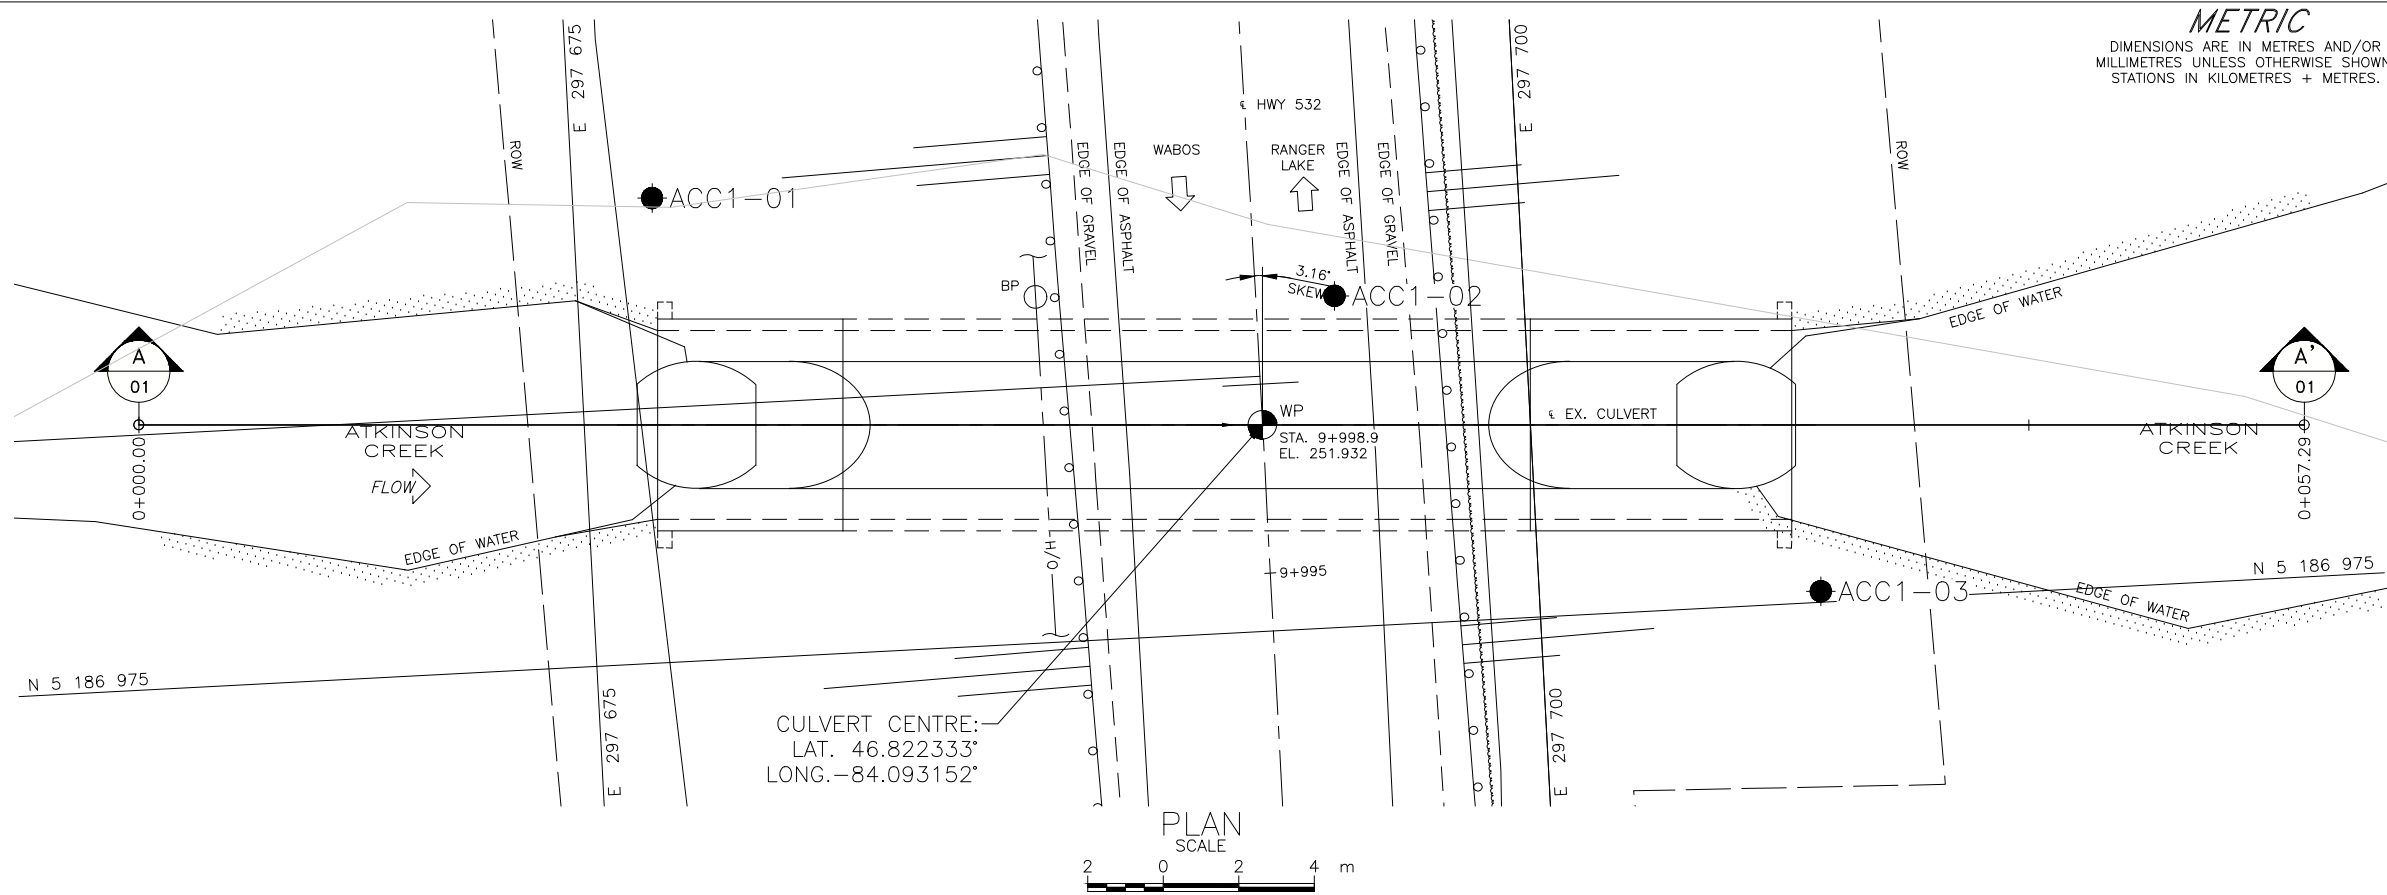 METRIC
DIMENSIONS ARE IN METRES AND/OR
MILLIMETRES UNLESS OTHERWISE SHOWN
STATIONS IN KILOMETRES + METRES.
E 297 675
E 297 700
℄ HWY 532
ROW
EDGE OF GRAVEL
EDGE OF ASPHALT
WABOS
RANGER
LAKE
EDGE OF ASPHALT
EDGE OF GRAVEL
ROW
ACC1-01
BP
3.16°
SKEW
ACC1-02
EDGE OF WATER
A
01
A'
01
WP
STA. 9+998.9
EL. 251.932
℄ EX. CULVERT
ATKINSON
CREEK
FLOW
ATKINSON
CREEK
0+000.00
0+057.29
EDGE OF WATER
O/H
9+995
N 5 186 975
ACC1-03
EDGE OF WATER
N 5 186 975
E 297 675
E 297 700
CULVERT CENTRE:
LAT. 46.822333°
LONG.-84.093152°
PLAN
SCALE
2 0 2 4 m